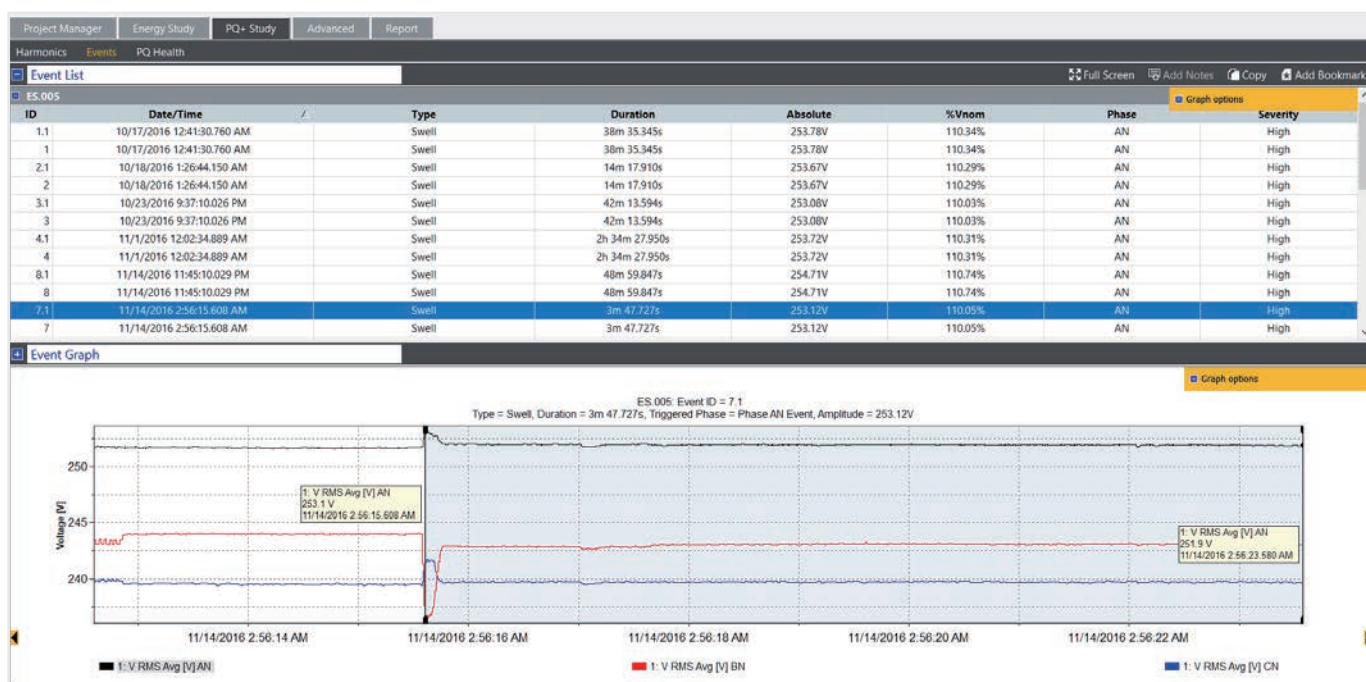 Project Manager Energy Study PQ+ Study Advanced Report
Harmonics Events PQ Health
Event List Full Screen Add Notes Copy Add Bookmark
ES.005 Graph options
ID Date/Time Type Duration Absolute %Vnom Phase Severity
1.1 10/17/2016 12:41:30.760 AM Swell 38m 35.345s 253.78V 110.34% AN High
1 10/17/2016 12:41:30.760 AM Swell 38m 35.345s 253.78V 110.34% AN High
2.1 10/18/2016 1:26:44.150 AM Swell 14m 17.910s 253.67V 110.29% AN High
2 10/18/2016 1:26:44.150 AM Swell 14m 17.910s 253.67V 110.29% AN High
3.1 10/23/2016 9:37:10.026 PM Swell 42m 13.594s 253.08V 110.03% AN High
3 10/23/2016 9:37:10.026 PM Swell 42m 13.594s 253.08V 110.03% AN High
4.1 11/1/2016 12:02:34.889 AM Swell 2h 34m 27.950s 253.72V 110.31% AN High
4 11/1/2016 12:02:34.889 AM Swell 2h 34m 27.950s 253.72V 110.31% AN High
8.1 11/14/2016 11:45:10.029 PM Swell 48m 59.847s 254.71V 110.74% AN High
8 11/14/2016 11:45:10.029 PM Swell 48m 59.847s 254.71V 110.74% AN High
7.1 11/14/2016 2:56:15.608 AM Swell 3m 47.727s 253.12V 110.05% AN High
7 11/14/2016 2:56:15.608 AM Swell 3m 47.727s 253.12V 110.05% AN High
Event Graph
Graph options
ES.005: Event ID = 7.1
Type = Swell, Duration = 3m 47.727s, Triggered Phase = Phase AN Event, Amplitude = 253.12V
Voltage [V]
250
245
240
1: V RMS Avg [V] AN
253.1 V
11/14/2016 2:56:15.608 AM
1: V RMS Avg [V] AN
251.9 V
11/14/2016 2:56:23.580 AM
11/14/2016 2:56:14 AM 11/14/2016 2:56:16 AM 11/14/2016 2:56:18 AM 11/14/2016 2:56:20 AM 11/14/2016 2:56:22 AM
1: V RMS Avg [V] AN 1: V RMS Avg [V] BN 1: V RMS Avg [V] CN